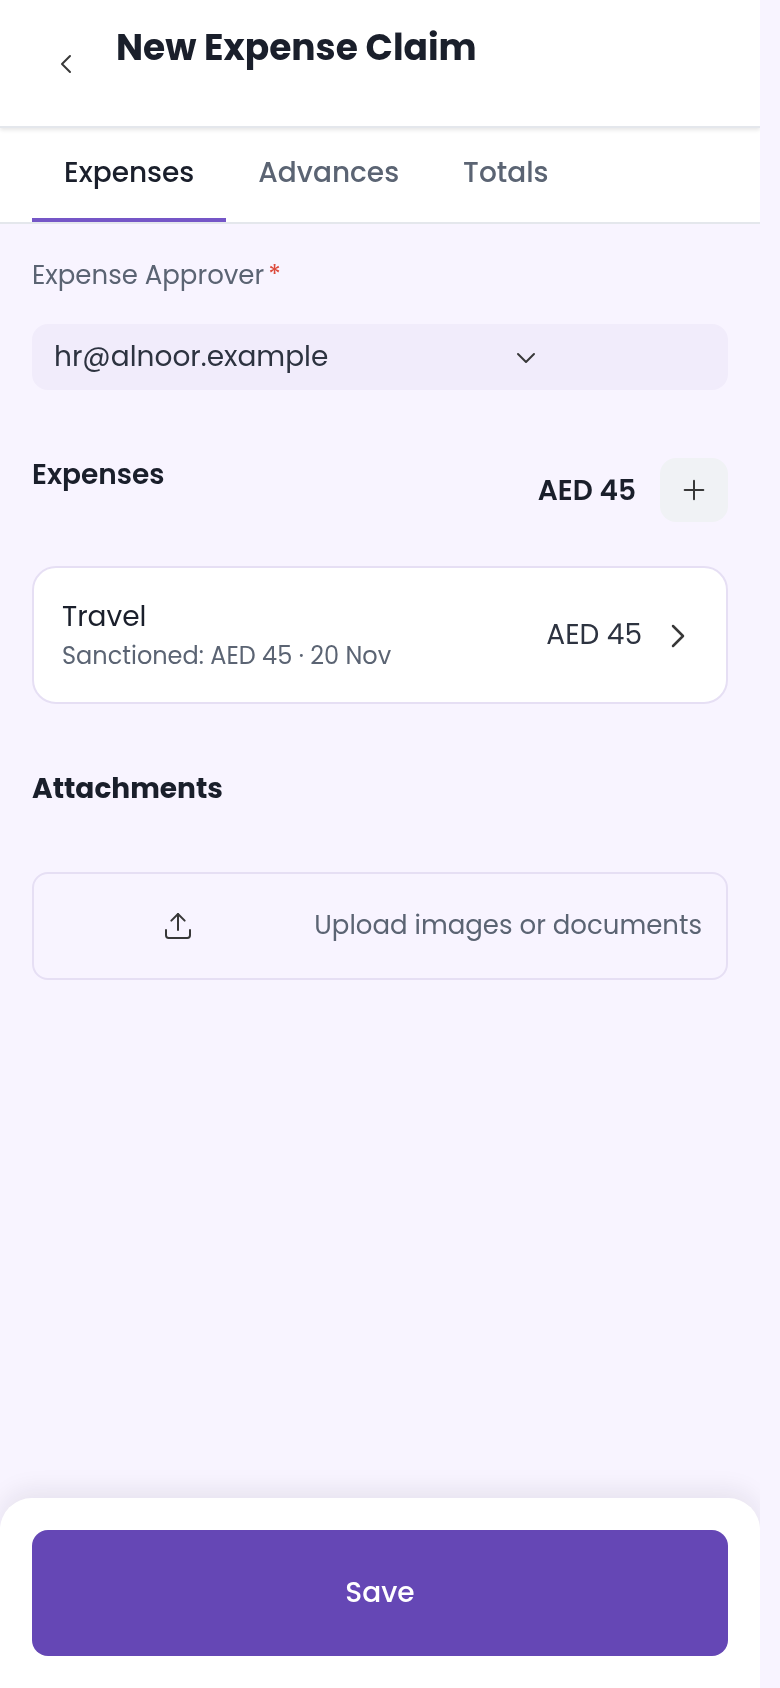 New Expense Claim
Expenses Advances Totals
Expense Approver *
hr@alnoor.example
Expenses
AED 45
Travel
AED 45
Sanctioned: AED 45 · 20 Nov
Attachments
Upload images or documents
Save